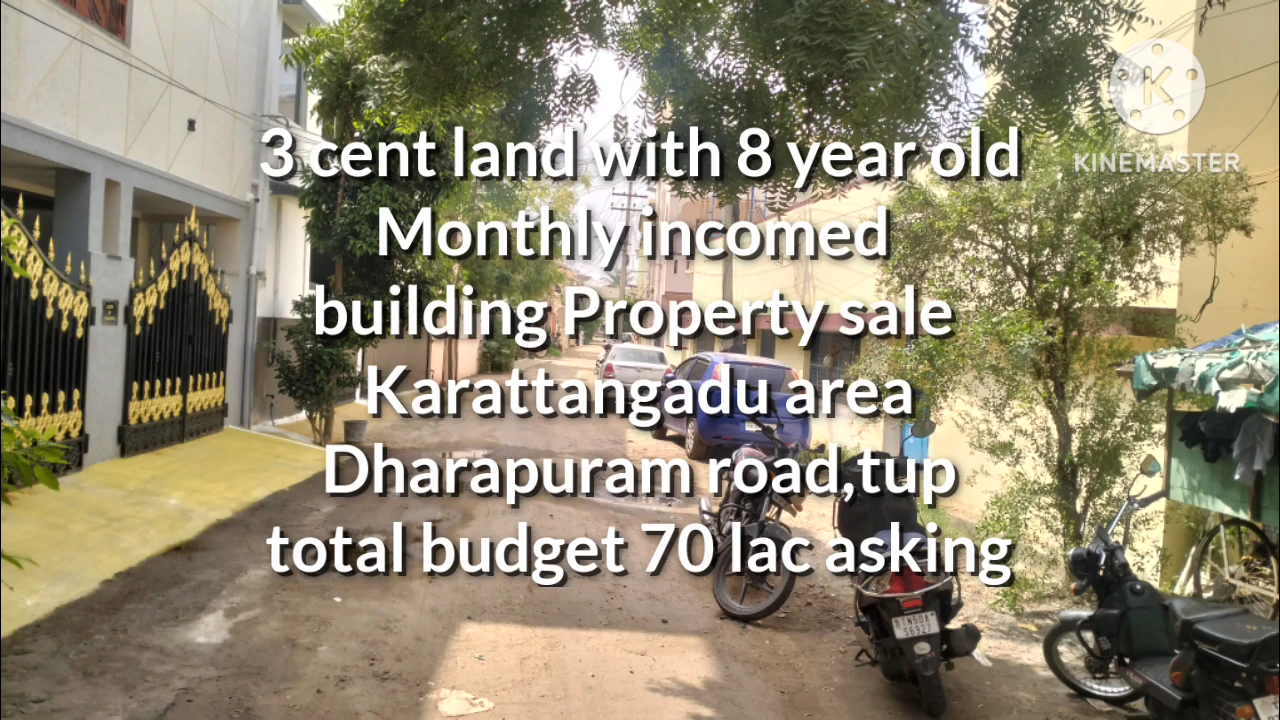 3 cent land with 8 year old
Monthly incomed
building Property sale
Karattangadu area
Dharapuram road,tup
total budget 70 lac asking
K
KINEMASTER